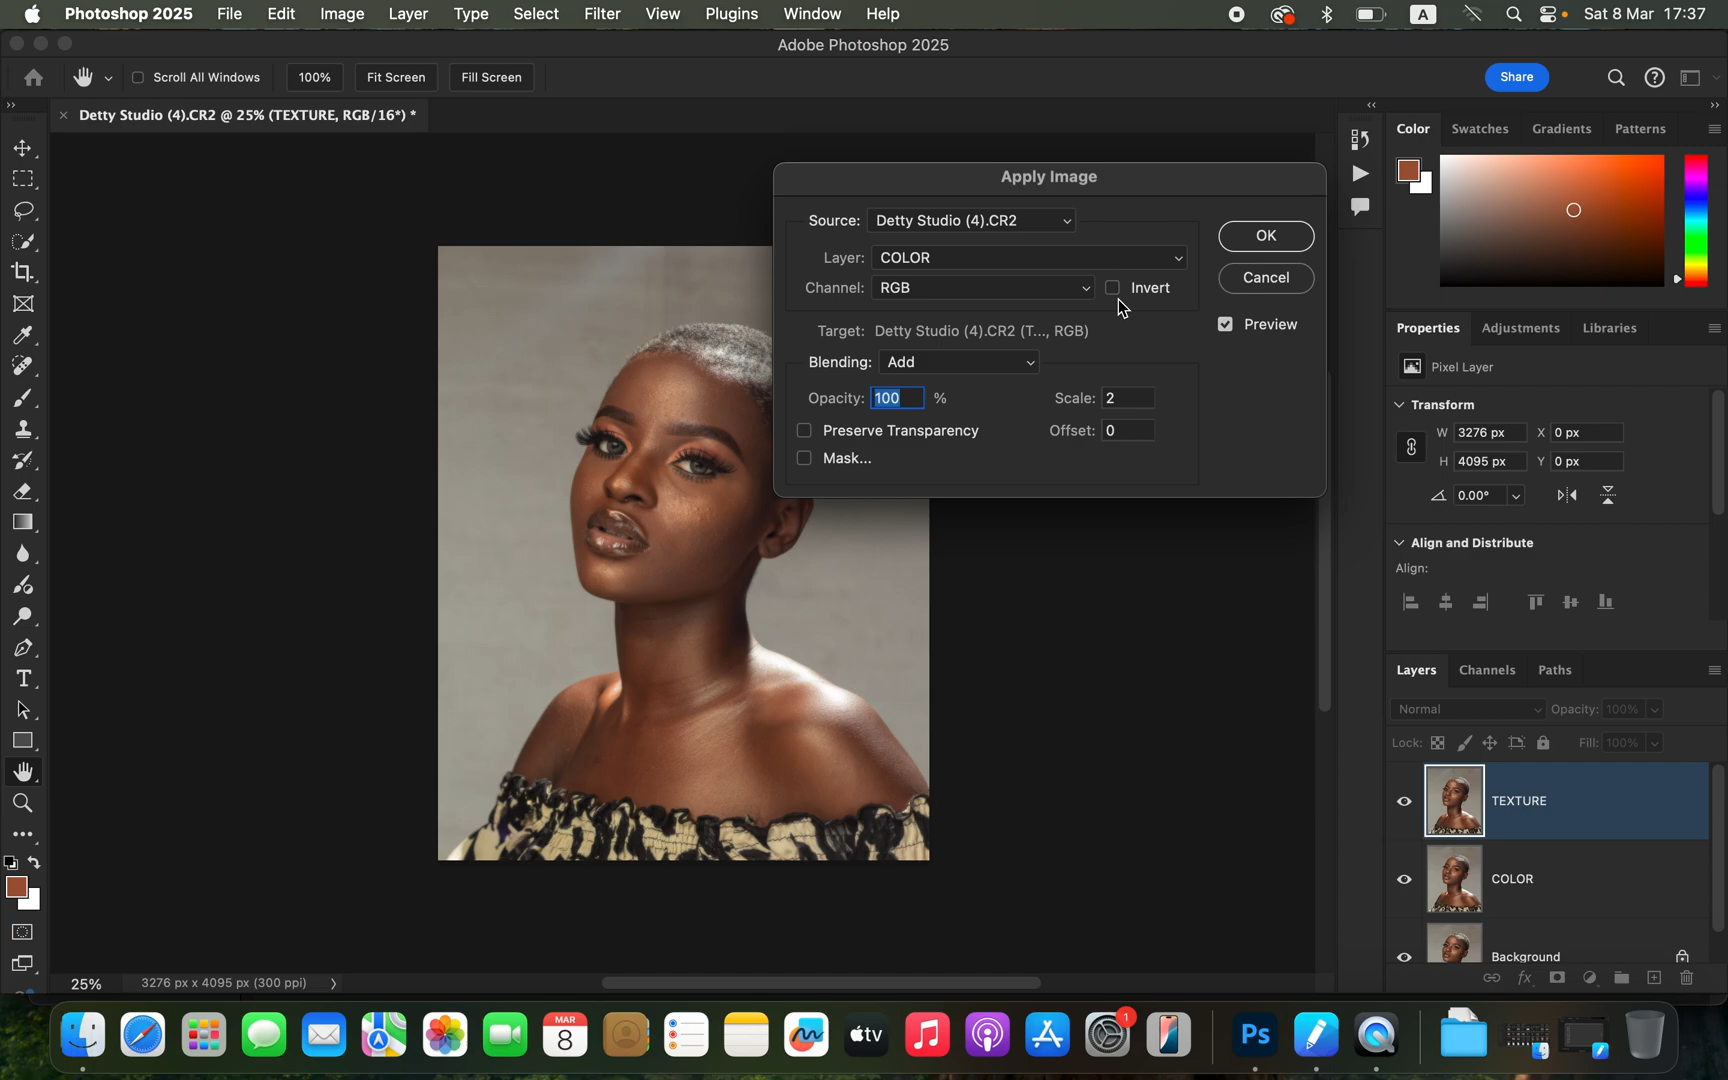 Photoshop 2025 File Edit Image Layer Type Select Filter View Plugins Window Help A Sat 8 Mar 17:37
Adobe Photoshop 2025
Scroll All Windows 100% Fit Screen Fill Screen Share
Detty Studio (4).CR2 @ 25% (TEXTURE, RGB/16*) *
Color Swatches Gradients Patterns
Apply Image
Source: Detty Studio (4).CR2
OK
Layer: COLOR
Cancel
Channel: RGB Invert
Target: Detty Studio (4).CR2 (T..., RGB)
Preview
Blending: Add
Opacity: 100 % Scale: 2
Preserve Transparency Offset: 0
Mask...
Properties Adjustments Libraries
Pixel Layer
Transform
W 3276 px X 0 px
H 4095 px Y 0 px
0.00°
Align and Distribute
Align:
Layers Channels Paths
Normal Opacity: 100%
Lock: Fill: 100%
TEXTURE
COLOR
Background
fx
T
25% 3276 px x 4095 px (300 ppi)
MAR
8
tv
1
Ps